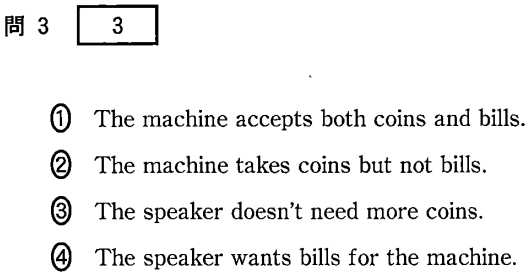 問 3 3
① The machine accepts both coins and bills.
② The machine takes coins but not bills.
③ The speaker doesn't need more coins.
④ The speaker wants bills for the machine.